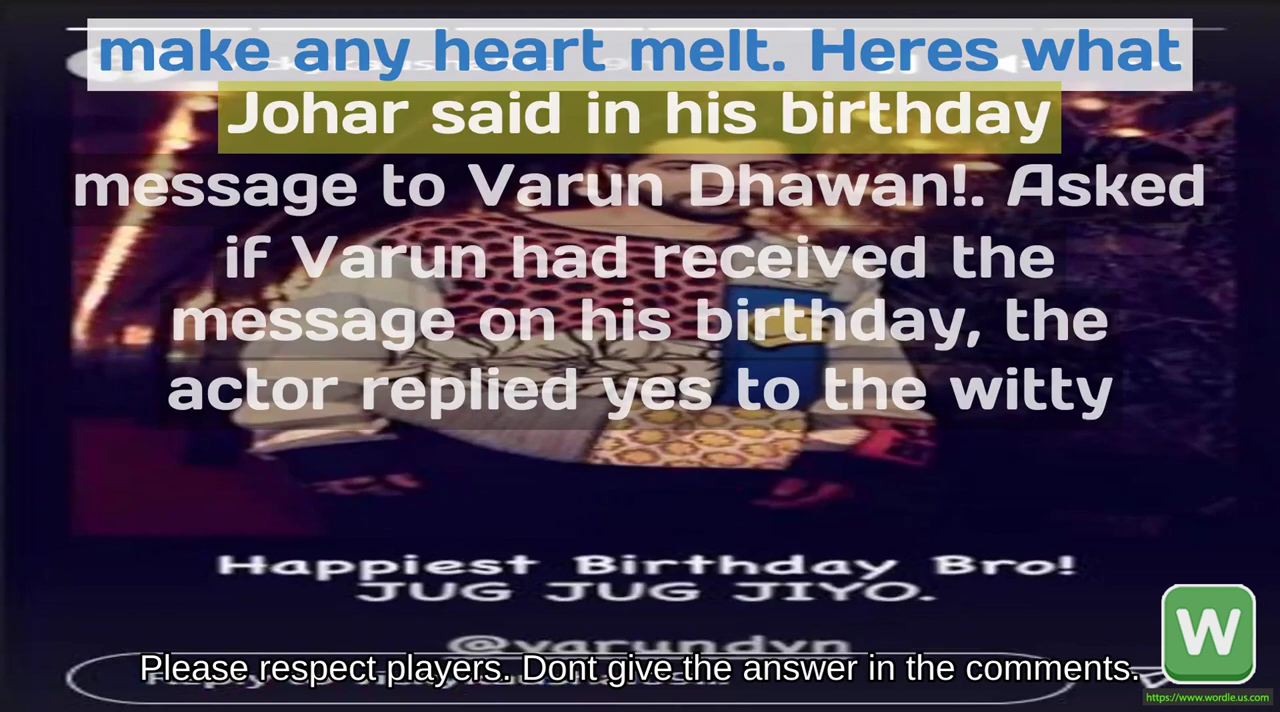 make any heart melt. Heres what
Johar said in his birthday
message to Varun Dhawan!. Asked
if Varun had received the
message on his birthday, the
actor replied yes to the witty
Happiest Birthday Bro!
JUG JUG JIYO.
@varundvn
Please respect players. Dont give the answer in the comments.
W
https://www.wordle.us.com